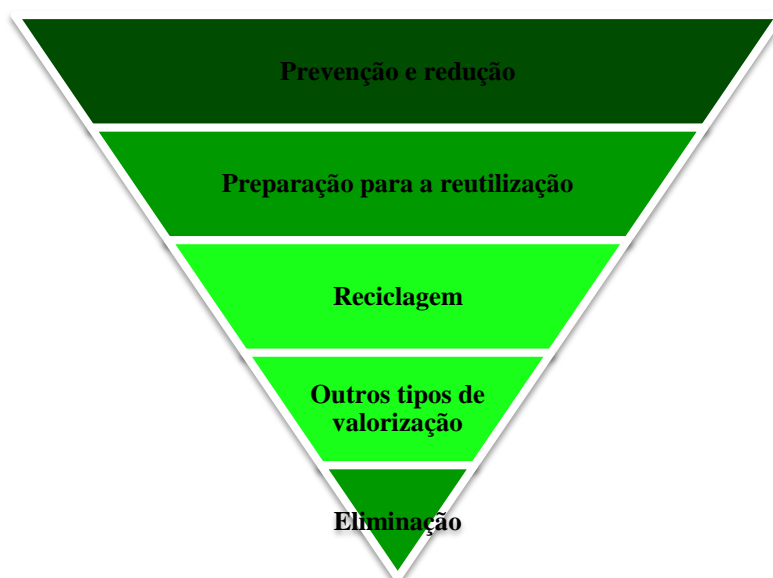 Prevenção e redução
Preparação para a reutilização
Reciclagem
Outros tipos de
valorização
Eliminação